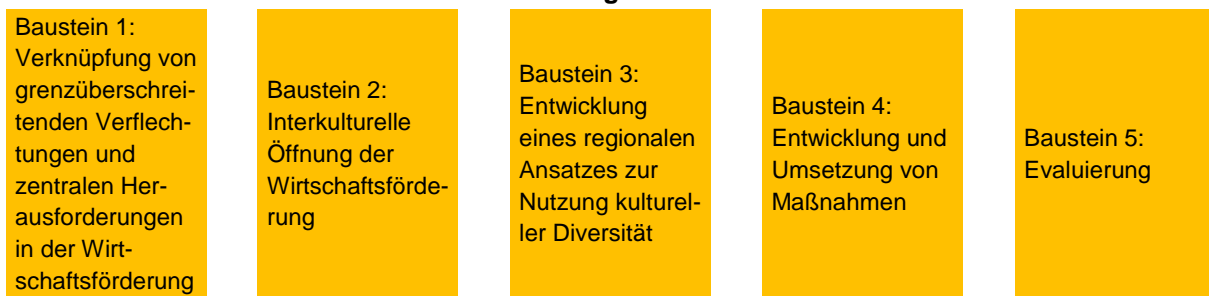 Baustein 1:
Verknüpfung von
grenzüberschrei-
tenden Verflech-
tungen und
zentralen Her-
ausforderungen
in der Wirt-
schaftsförderung
Baustein 2:
Interkulturelle
Öffnung der
Wirtschaftsförde-
rung
Baustein 3:
Entwicklung
eines regionalen
Ansatzes zur
Nutzung kulturel-
ler Diversität
Baustein 4:
Entwicklung und
Umsetzung von
Maßnahmen
Baustein 5:
Evaluierung